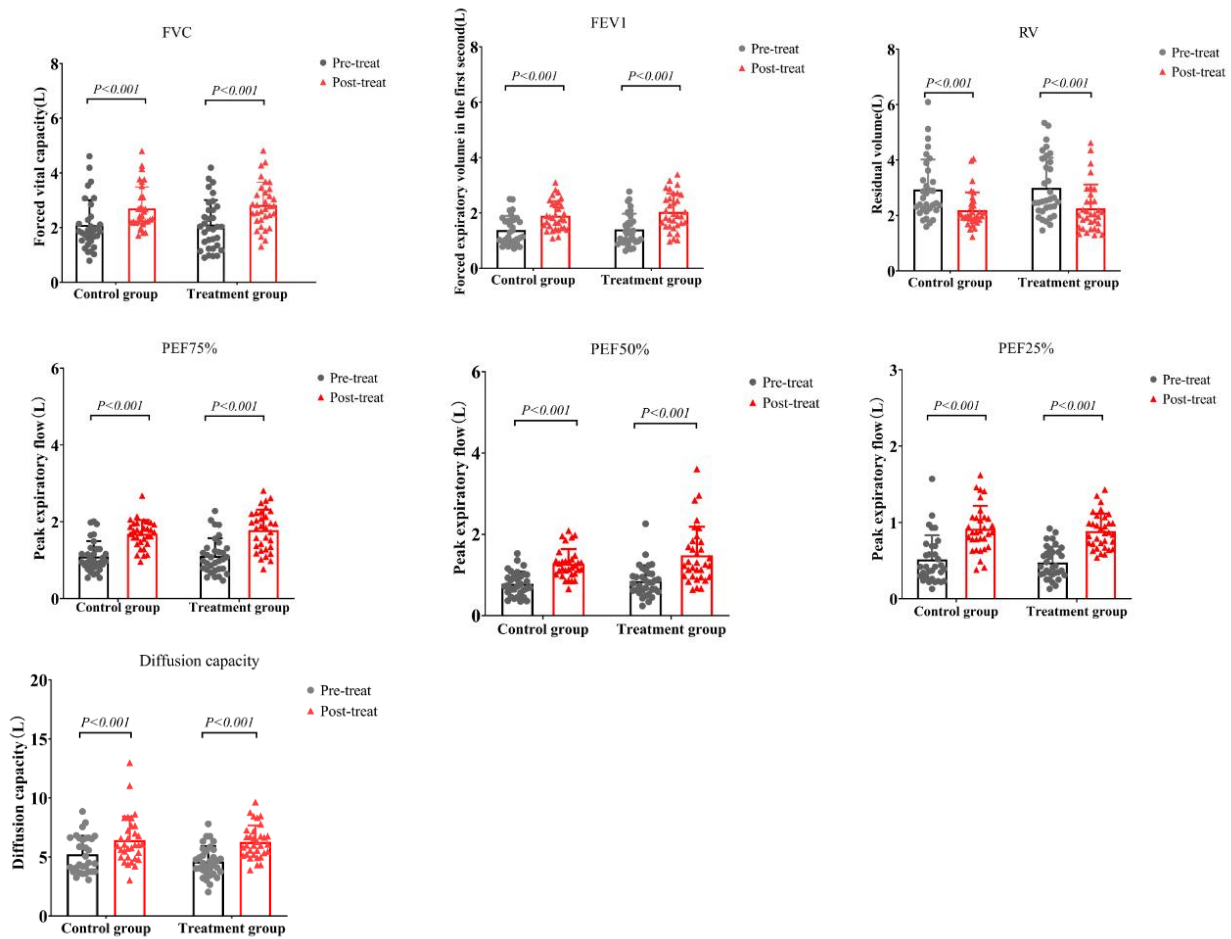 FVC
Forced vital capacity(L)
8
6
4
2
0
P<0.001
P<0.001
Pre-treat
Post-treat
Control group
Treatment group
FEV1
Forced expiratory volume in the first second(L)
8
6
4
2
0
P<0.001
P<0.001
Pre-treat
Post-treat
Control group
Treatment group
RV
Residual volume(L)
8
6
4
2
0
P<0.001
P<0.001
Pre-treat
Post-treat
Control group
Treatment group
PEF75%
Peak expiratory flow(L)
6
4
2
0
P<0.001
P<0.001
Pre-treat
Post-treat
Control group
Treatment group
PEF50%
Peak expiratory flow(L)
6
4
2
0
P<0.001
P<0.001
Pre-treat
Post-treat
Control group
Treatment group
PEF25%
Peak expiratory flow(L)
3
2
1
0
P<0.001
P<0.001
Pre-treat
Post-treat
Control group
Treatment group
Diffusion capacity
Diffusion capacity(L)
20
15
10
5
0
P<0.001
P<0.001
Pre-treat
Post-treat
Control group
Treatment group